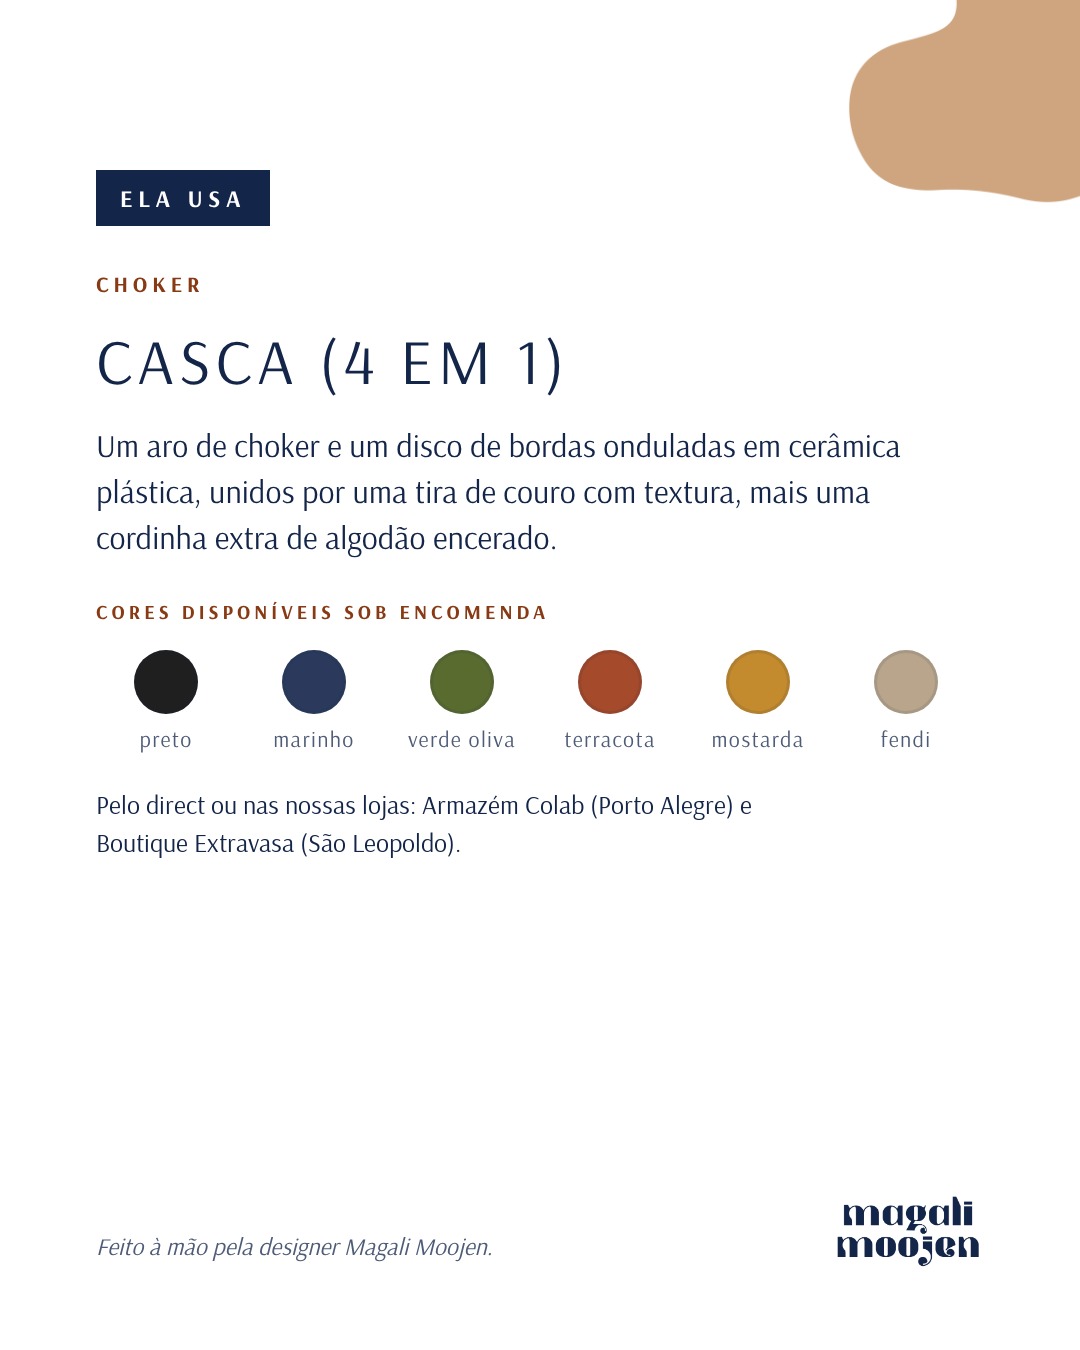 ELA USA
CHOKER
CASCA (4 EM 1)
Um aro de choker e um disco de bordas onduladas em cerâmica
plástica, unidos por uma tira de couro com textura, mais uma
cordinha extra de algodão encerado.
CORES DISPONÍVEIS SOB ENCOMENDA
preto marinho verde oliva terracota mostarda fendi
Pelo direct ou nas nossas lojas: Armazém Colab (Porto Alegre) e
Boutique Extravasa (São Leopoldo).
Feito à mão pela designer Magali Moojen.
magali
moojen